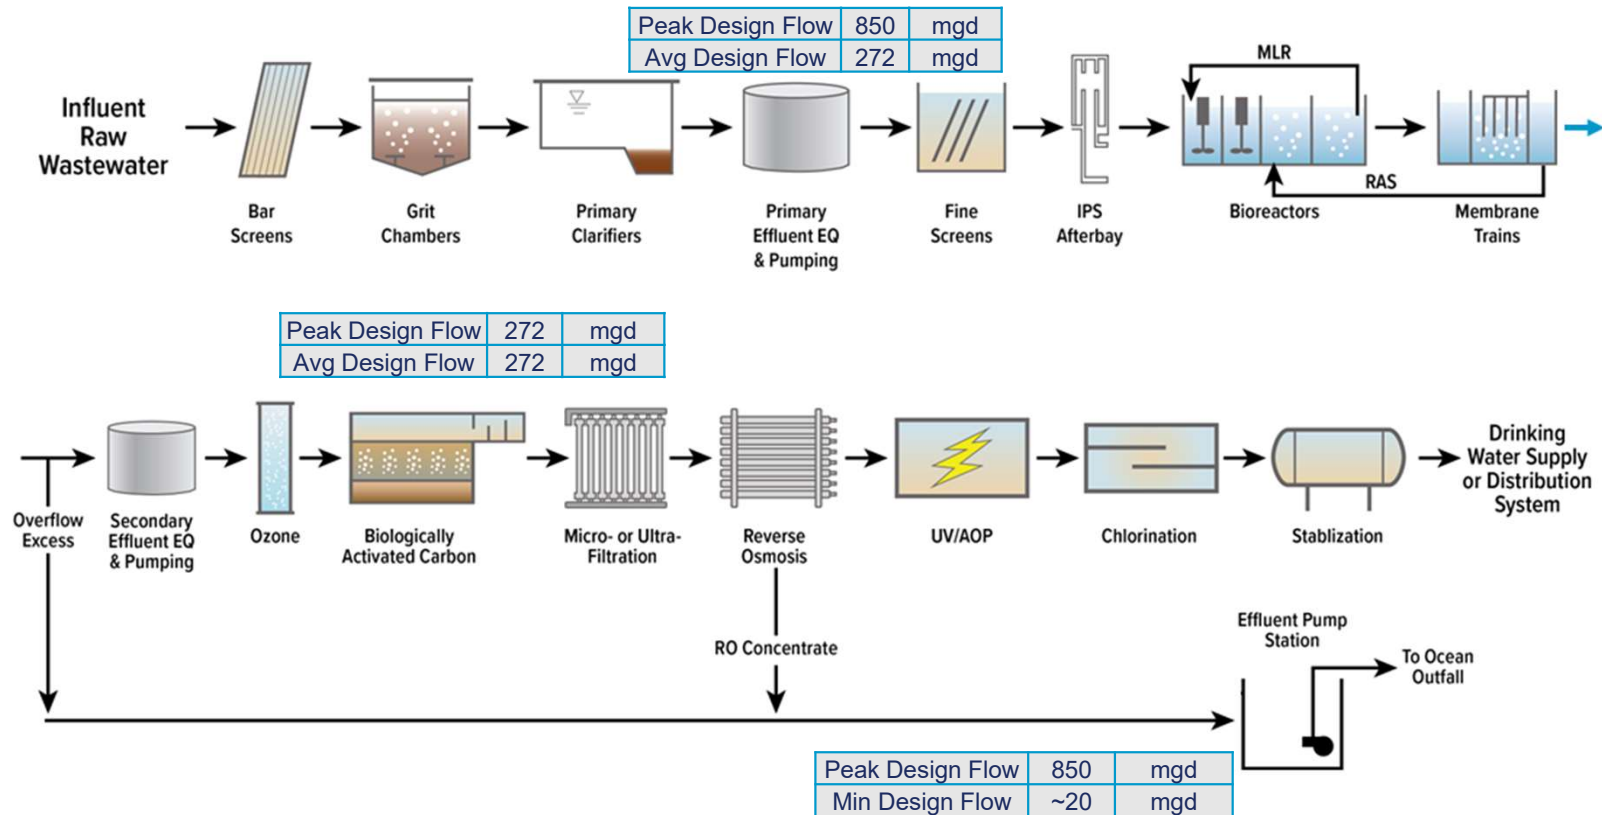 Peak Design Flow 850 mgd
Avg Design Flow 272 mgd
MLR
Influent
Raw
Wastewater
RAS
Bar
Screens
Grit
Chambers
Primary
Clarifiers
Primary
Effluent EQ
& Pumping
Fine
Screens
IPS
Afterbay
Bioreactors
Membrane
Trains
Peak Design Flow 272 mgd
Avg Design Flow 272 mgd
Drinking
Water Supply
or Distribution
System
Overflow
Excess
Secondary
Effluent EQ
& Pumping
Ozone
Biologically
Activated Carbon
Micro- or Ultra-
Filtration
Reverse
Osmosis
UV/AOP
Chlorination
Stablization
RO Concentrate
Effluent Pump
Station
To Ocean
Outfall
Peak Design Flow 850 mgd
Min Design Flow ~20 mgd